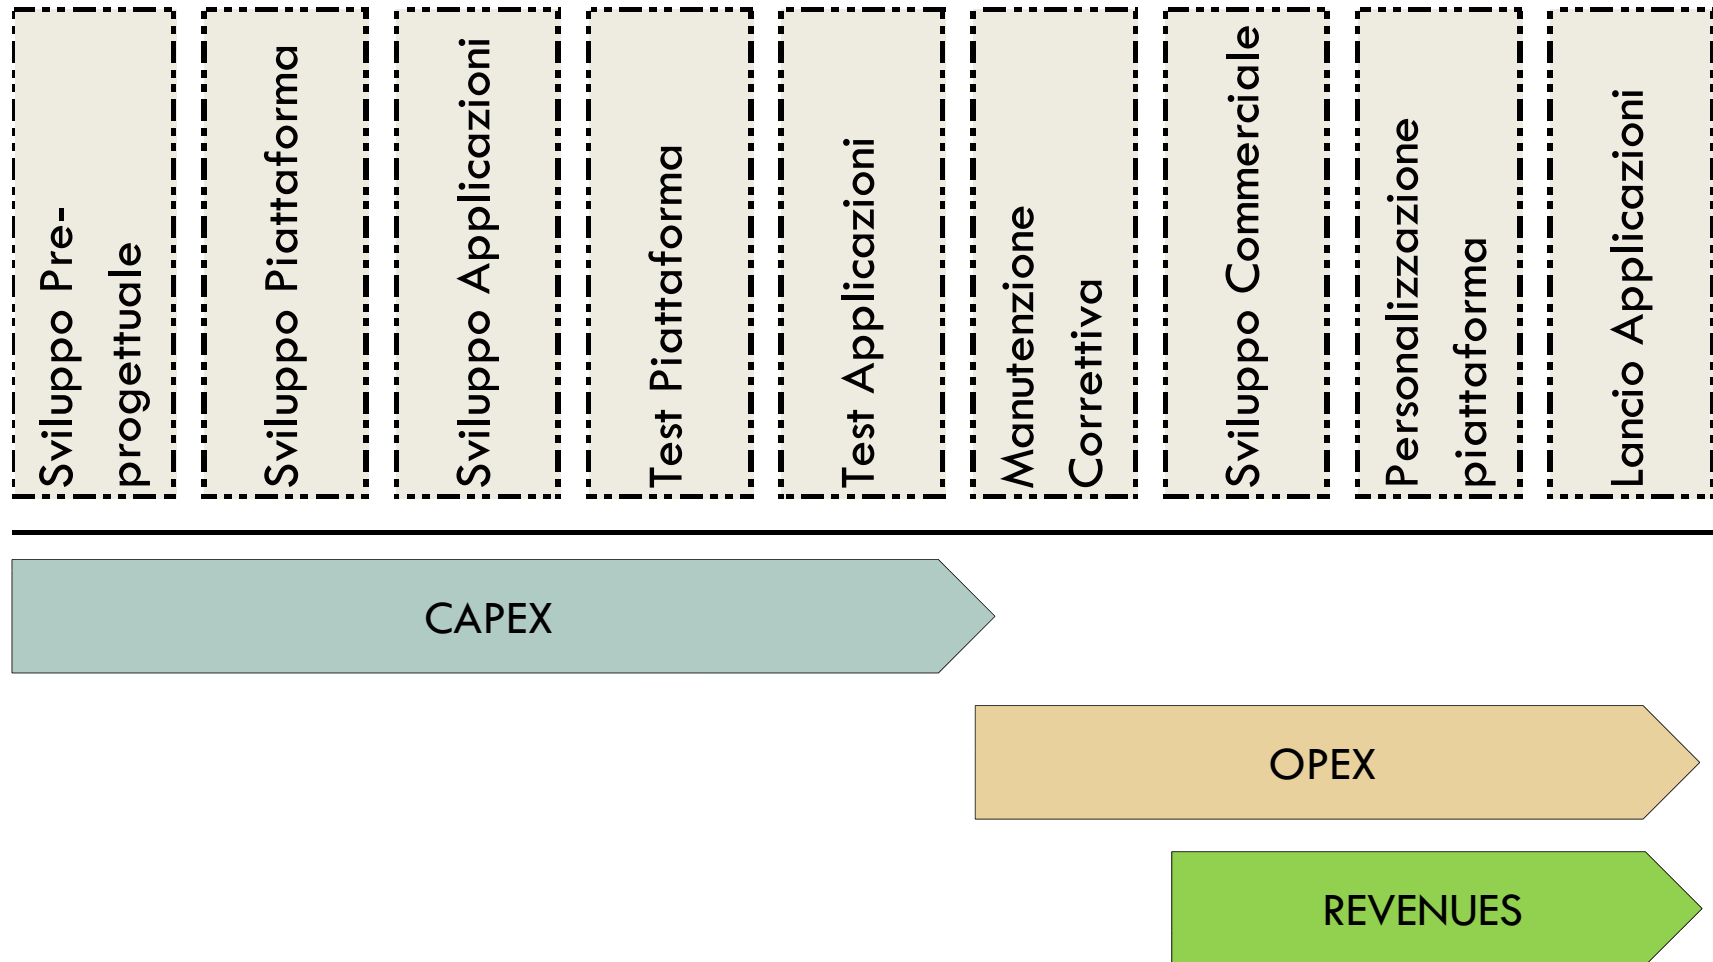 Sviluppo Pre-
progettuale
Sviluppo Piattaforma
Sviluppo Applicazioni
Test Piattaforma
Test Applicazioni
Manutenzione
Correttiva
Sviluppo Commerciale
Personalizzazione
piattaforma
Lancio Applicazioni
CAPEX
OPEX
REVENUES